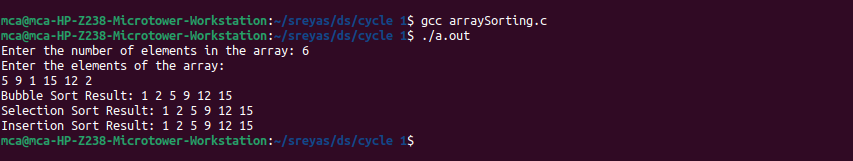 mca@mca-HP-Z238-Microtower-Workstation:~/sreyas/ds/cycle 1$ gcc arraySorting.c
mca@mca-HP-Z238-Microtower-Workstation:~/sreyas/ds/cycle 1$ ./a.out
Enter the number of elements in the array: 6
Enter the elements of the array:
5 9 1 15 12 2
Bubble Sort Result: 1 2 5 9 12 15
Selection Sort Result: 1 2 5 9 12 15
Insertion Sort Result: 1 2 5 9 12 15
mca@mca-HP-Z238-Microtower-Workstation:~/sreyas/ds/cycle 1$